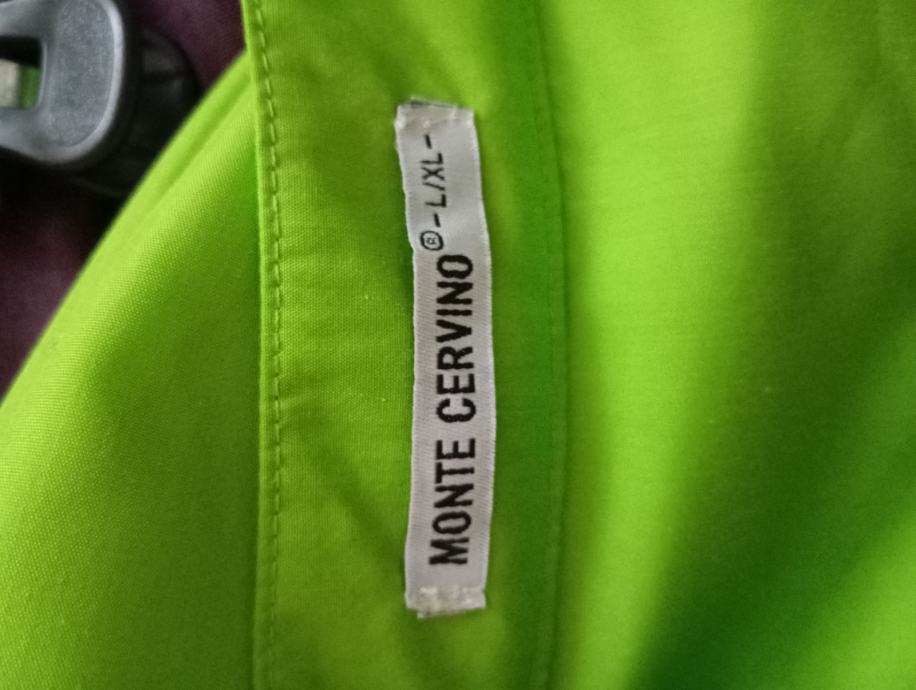 MONTE CERVINO® - L/XL -